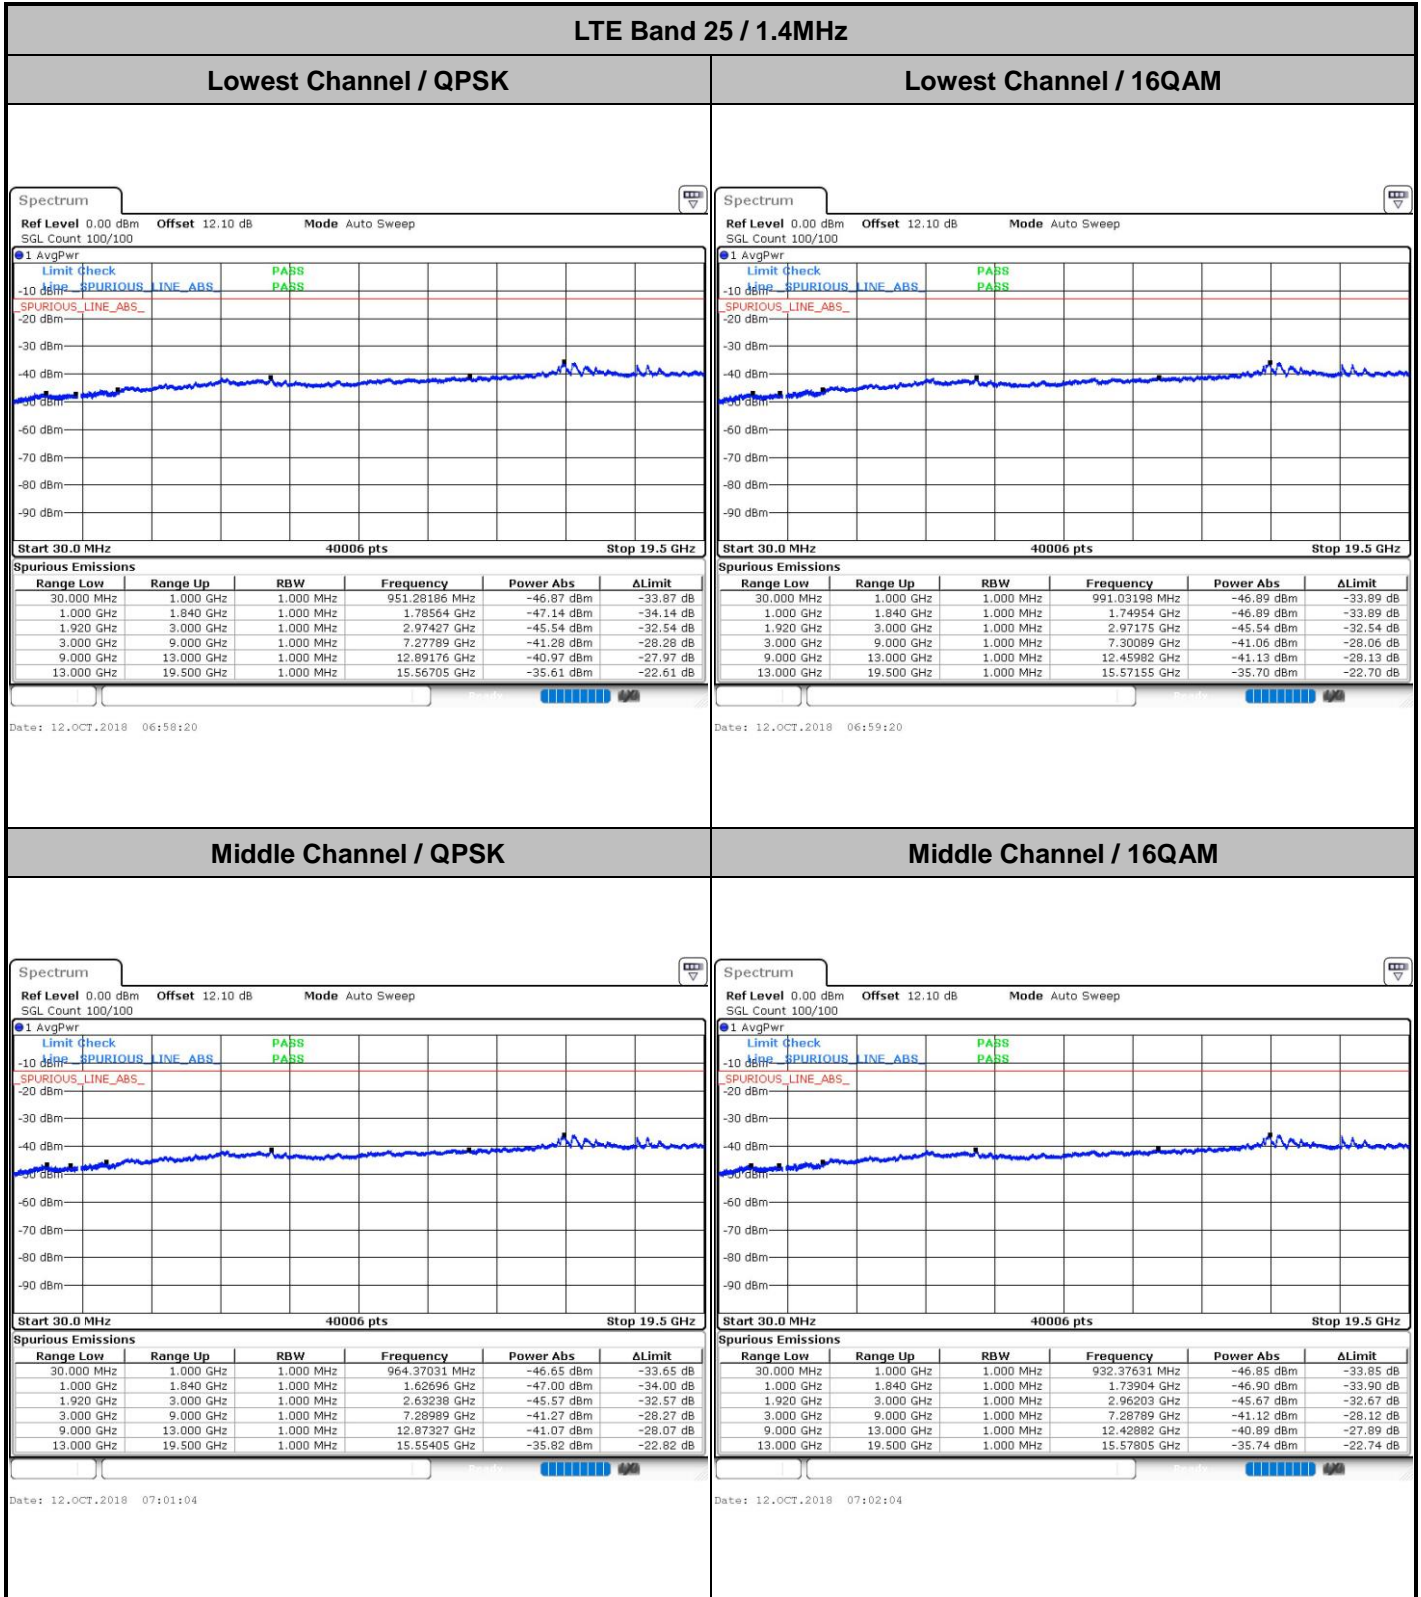 LTE Band 25 / 1.4MHz
Lowest Channel / QPSK
Lowest Channel / 16QAM
Spectrum
Ref Level 0.00 dBm Offset 12.10 dB Mode Auto Sweep
SGL Count 100/100
1 AvgPwr
Limit Check PASS
Line _SPURIOUS_LINE_ABS_ PASS
-10 dBm
_SPURIOUS_LINE_ABS_
-20 dBm
-30 dBm
-40 dBm
-50 dBm
-60 dBm
-70 dBm
-80 dBm
-90 dBm
Start 30.0 MHz 40006 pts Stop 19.5 GHz
Spurious Emissions
Range Low Range Up RBW Frequency Power Abs ΔLimit
30.000 MHz 1.000 GHz 1.000 MHz 951.28186 MHz -46.87 dBm -33.87 dB
1.000 GHz 1.840 GHz 1.000 MHz 1.78564 GHz -47.14 dBm -34.14 dB
1.920 GHz 3.000 GHz 1.000 MHz 2.97427 GHz -45.54 dBm -32.54 dB
3.000 GHz 9.000 GHz 1.000 MHz 7.27789 GHz -41.28 dBm -28.28 dB
9.000 GHz 13.000 GHz 1.000 MHz 12.89176 GHz -40.97 dBm -27.97 dB
13.000 GHz 19.500 GHz 1.000 MHz 15.56705 GHz -35.61 dBm -22.61 dB
Date: 12.OCT.2018 06:58:20
Spectrum
Ref Level 0.00 dBm Offset 12.10 dB Mode Auto Sweep
SGL Count 100/100
1 AvgPwr
Limit Check PASS
Line _SPURIOUS_LINE_ABS_ PASS
-10 dBm
_SPURIOUS_LINE_ABS_
-20 dBm
-30 dBm
-40 dBm
-50 dBm
-60 dBm
-70 dBm
-80 dBm
-90 dBm
Start 30.0 MHz 40006 pts Stop 19.5 GHz
Spurious Emissions
Range Low Range Up RBW Frequency Power Abs ΔLimit
30.000 MHz 1.000 GHz 1.000 MHz 991.03198 MHz -46.89 dBm -33.89 dB
1.000 GHz 1.840 GHz 1.000 MHz 1.74954 GHz -46.89 dBm -33.89 dB
1.920 GHz 3.000 GHz 1.000 MHz 2.97175 GHz -45.54 dBm -32.54 dB
3.000 GHz 9.000 GHz 1.000 MHz 7.30089 GHz -41.06 dBm -28.06 dB
9.000 GHz 13.000 GHz 1.000 MHz 12.45982 GHz -41.13 dBm -28.13 dB
13.000 GHz 19.500 GHz 1.000 MHz 15.57155 GHz -35.70 dBm -22.70 dB
Date: 12.OCT.2018 06:59:20
Middle Channel / QPSK
Middle Channel / 16QAM
Spectrum
Ref Level 0.00 dBm Offset 12.10 dB Mode Auto Sweep
SGL Count 100/100
1 AvgPwr
Limit Check PASS
Line _SPURIOUS_LINE_ABS_ PASS
-10 dBm
_SPURIOUS_LINE_ABS_
-20 dBm
-30 dBm
-40 dBm
-50 dBm
-60 dBm
-70 dBm
-80 dBm
-90 dBm
Start 30.0 MHz 40006 pts Stop 19.5 GHz
Spurious Emissions
Range Low Range Up RBW Frequency Power Abs ΔLimit
30.000 MHz 1.000 GHz 1.000 MHz 964.37031 MHz -46.65 dBm -33.65 dB
1.000 GHz 1.840 GHz 1.000 MHz 1.62696 GHz -47.00 dBm -34.00 dB
1.920 GHz 3.000 GHz 1.000 MHz 2.63238 GHz -45.57 dBm -32.57 dB
3.000 GHz 9.000 GHz 1.000 MHz 7.28989 GHz -41.27 dBm -28.27 dB
9.000 GHz 13.000 GHz 1.000 MHz 12.87327 GHz -41.07 dBm -28.07 dB
13.000 GHz 19.500 GHz 1.000 MHz 15.55405 GHz -35.82 dBm -22.82 dB
Date: 12.OCT.2018 07:01:04
Spectrum
Ref Level 0.00 dBm Offset 12.10 dB Mode Auto Sweep
SGL Count 100/100
1 AvgPwr
Limit Check PASS
Line _SPURIOUS_LINE_ABS_ PASS
-10 dBm
_SPURIOUS_LINE_ABS_
-20 dBm
-30 dBm
-40 dBm
-50 dBm
-60 dBm
-70 dBm
-80 dBm
-90 dBm
Start 30.0 MHz 40006 pts Stop 19.5 GHz
Spurious Emissions
Range Low Range Up RBW Frequency Power Abs ΔLimit
30.000 MHz 1.000 GHz 1.000 MHz 932.37631 MHz -46.85 dBm -33.85 dB
1.000 GHz 1.840 GHz 1.000 MHz 1.73904 GHz -46.90 dBm -33.90 dB
1.920 GHz 3.000 GHz 1.000 MHz 2.96203 GHz -45.67 dBm -32.67 dB
3.000 GHz 9.000 GHz 1.000 MHz 7.28789 GHz -41.12 dBm -28.12 dB
9.000 GHz 13.000 GHz 1.000 MHz 12.42882 GHz -40.89 dBm -27.89 dB
13.000 GHz 19.500 GHz 1.000 MHz 15.57805 GHz -35.74 dBm -22.74 dB
Date: 12.OCT.2018 07:02:04